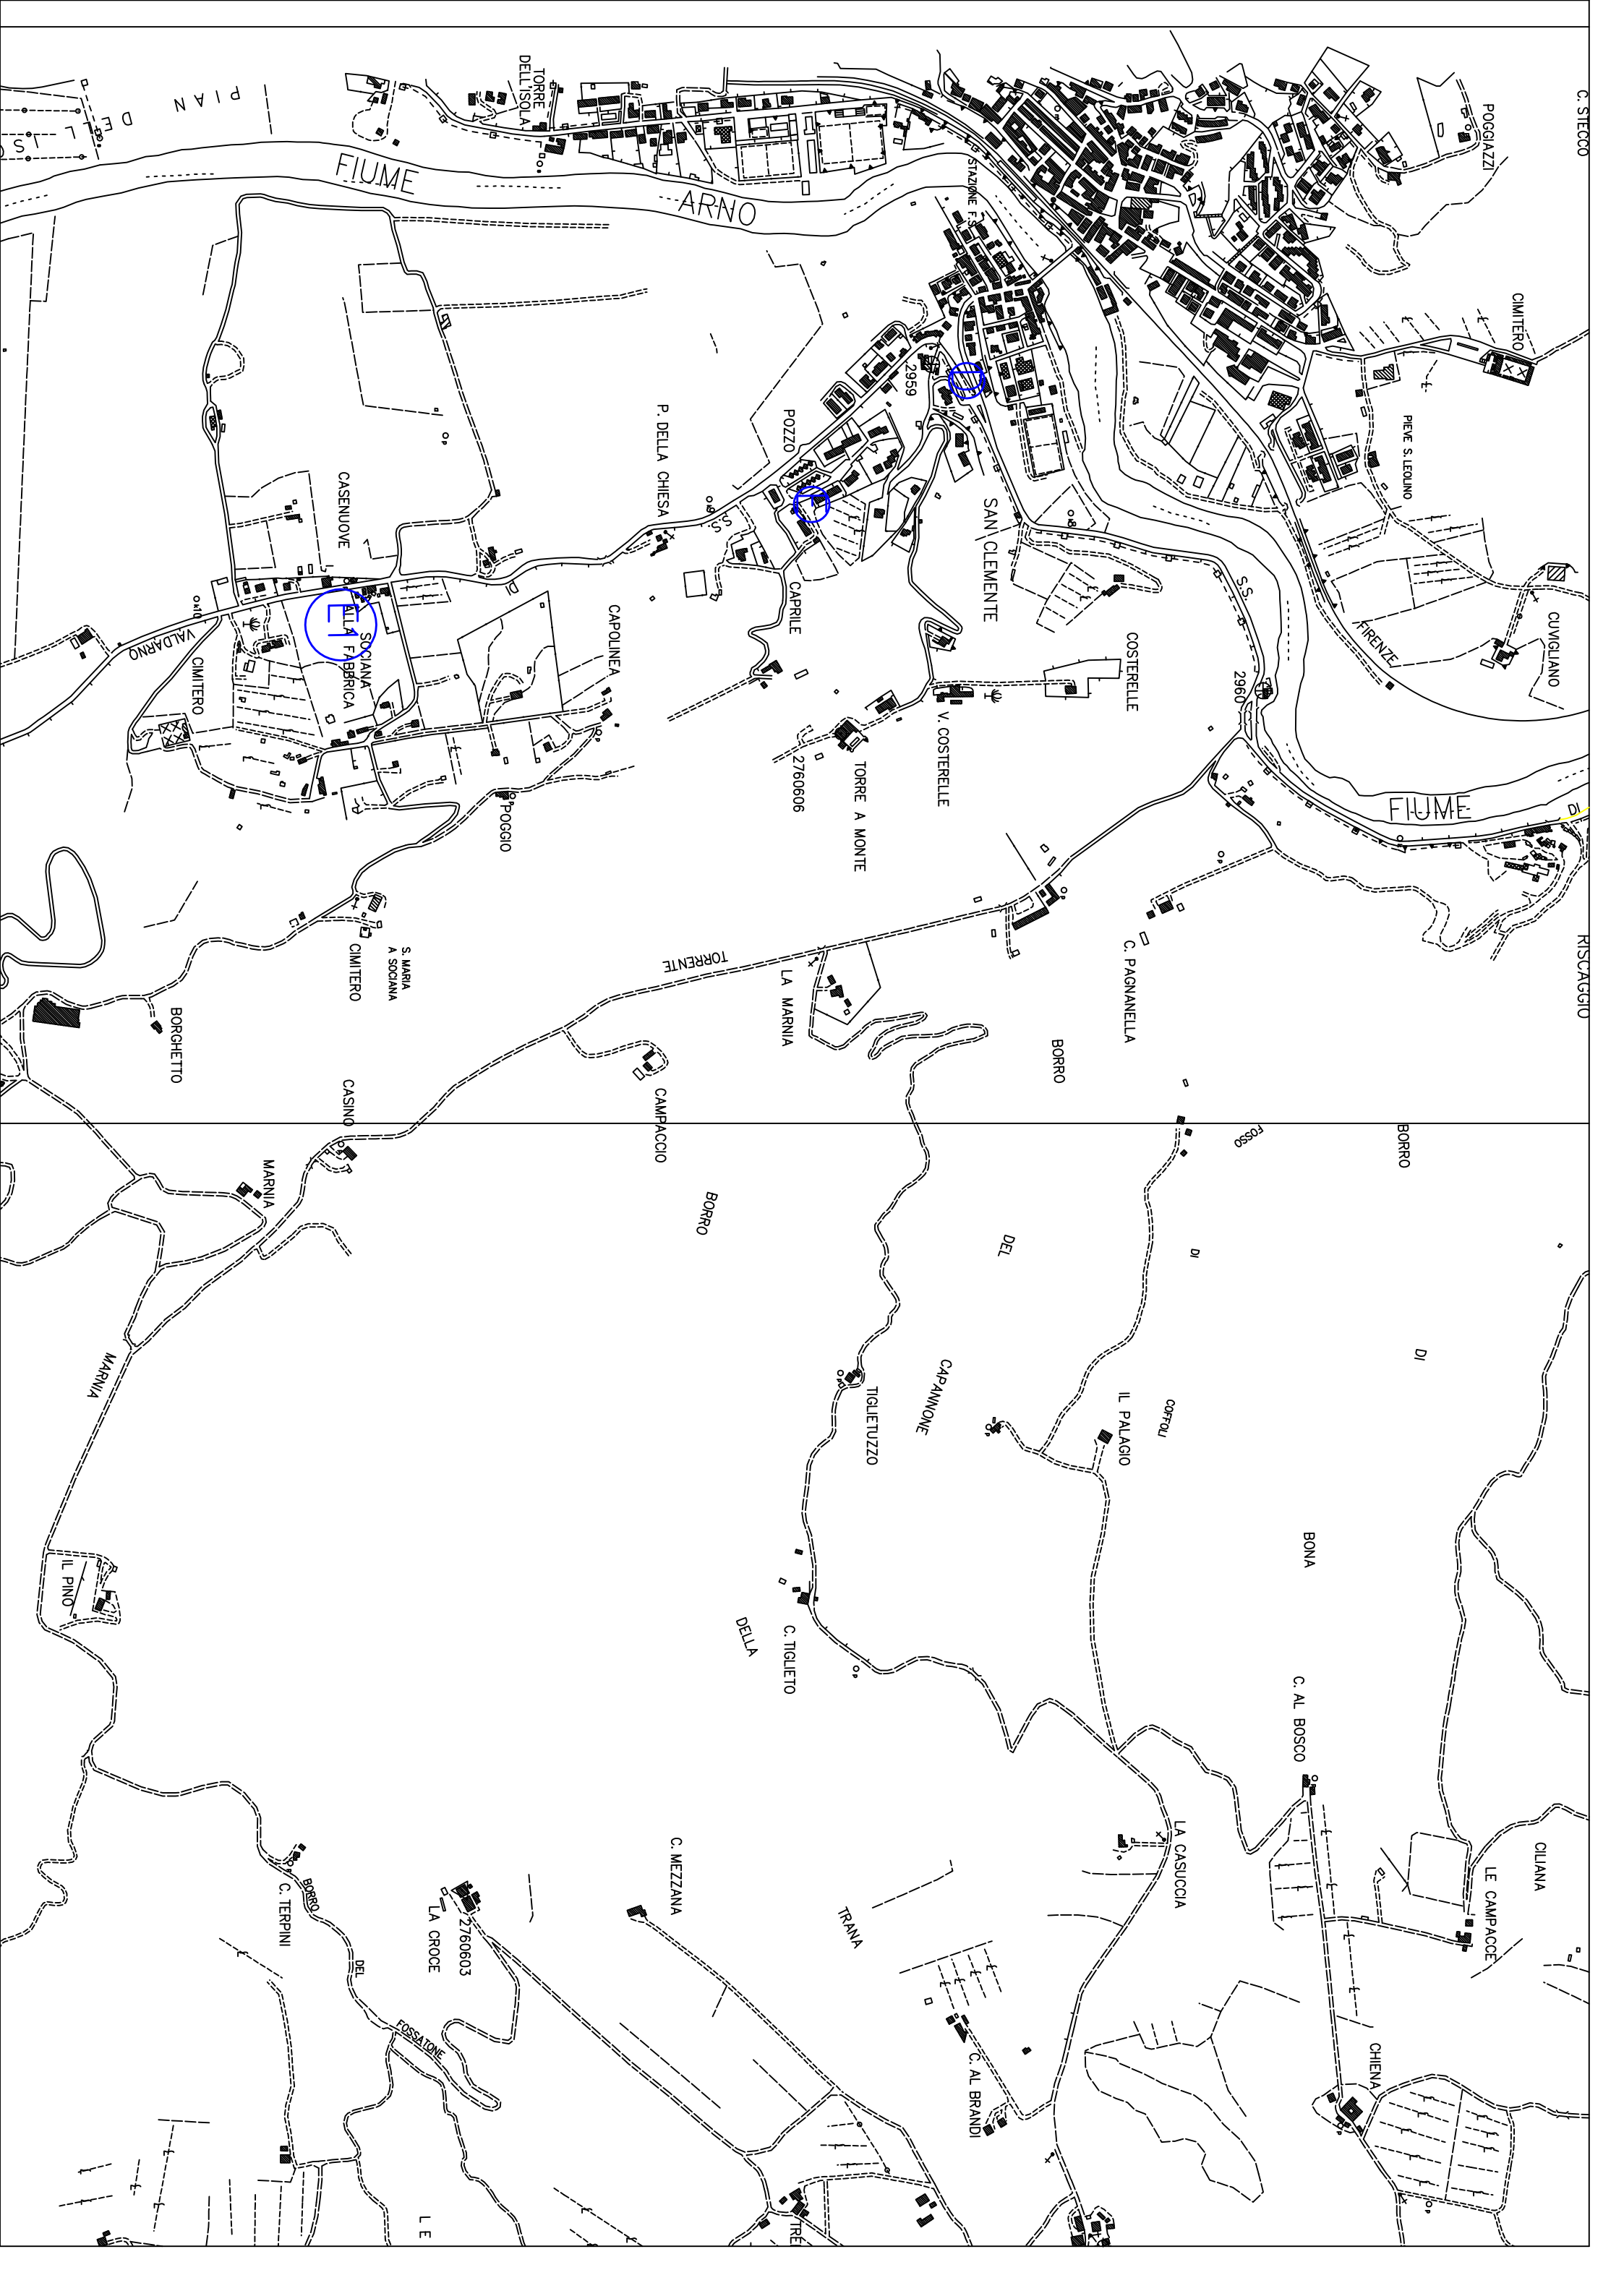 C. STECCO
POGGIAZZI
TORRE
DELL'ISOLA
PIAN DELL'
FIUME
ARNO
STAZIONE F.S.
CIMITERO
2959
POZZO
P. DELLA CHIESA
PIEVE S.LEOLINO
CASENUOVE
S.S.
SAN CLEMENTE
DI
CAPRILE
CAPOLINEA
S.S.
FIRENZE
CUVIGLIANO
COSTERELLE
2960
VALDARNO
CIMITERO
E1
SOCIANA
ALLA FABBRICA
V. COSTERELLE
2760606
TORRE A MONTE
POGGIO
FIUME
DI
RISCAGGIO
S. MARIA
A SOCIANA
CIMITERO
TORRENTE
LA MARNIA
C. PAGNANELLA
BORGHETTO
BORRO
CASINO
CAMPACCIO
FOSSO
BORRO
MARNIA
BORRO
DEL
DI
DI
MARNIA
TIGLIETUZZO
CAPANNONE
IL PALAGIO
COFFOLI
BONA
IL PINO
DELLA
C. TIGLIETO
C. AL BOSCO
LA CASUCCIA
CILIANA
LE CAMPACCE
C. MEZZANA
C. TERPINI
BORRO
DEL
FOSSATONE
LA CROCE
2760603
TRANA
C. AL BRANDI
CHIENA
LE
TRE